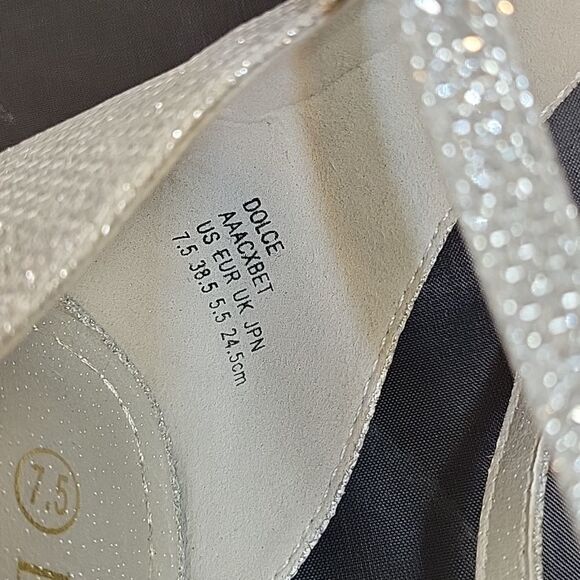 DOLCE
AAACXBET
US EUR UK JPN
7.5 38.5 5.5 24.5cm
7.5